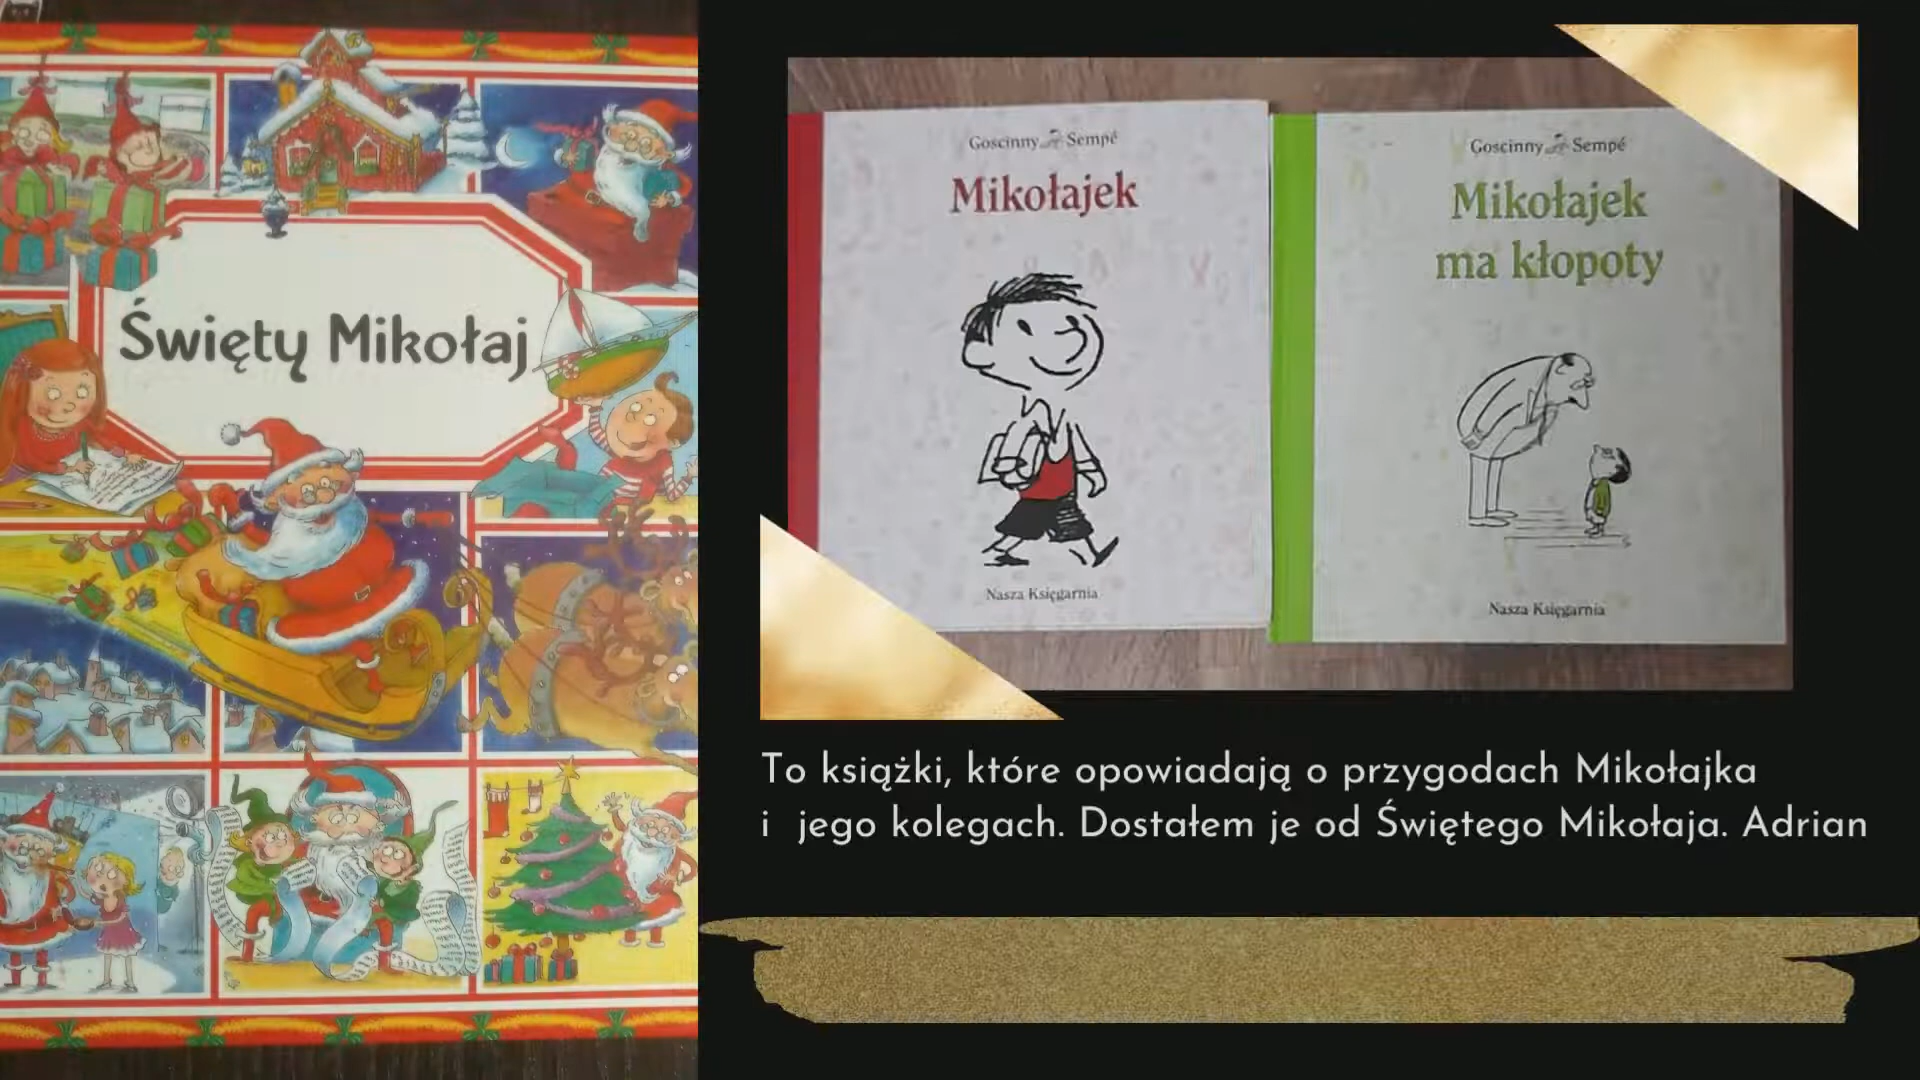 Święty Mikołaj
Goscinny Sempé
Mikołajek
Nasza Księgarnia
Goscinny Sempé
Mikołajek
ma kłopoty
Nasza Księgarnia
To książki, które opowiadają o przygodach Mikołajka
i jego kolegach. Dostałem je od Świętego Mikołaja. Adrian